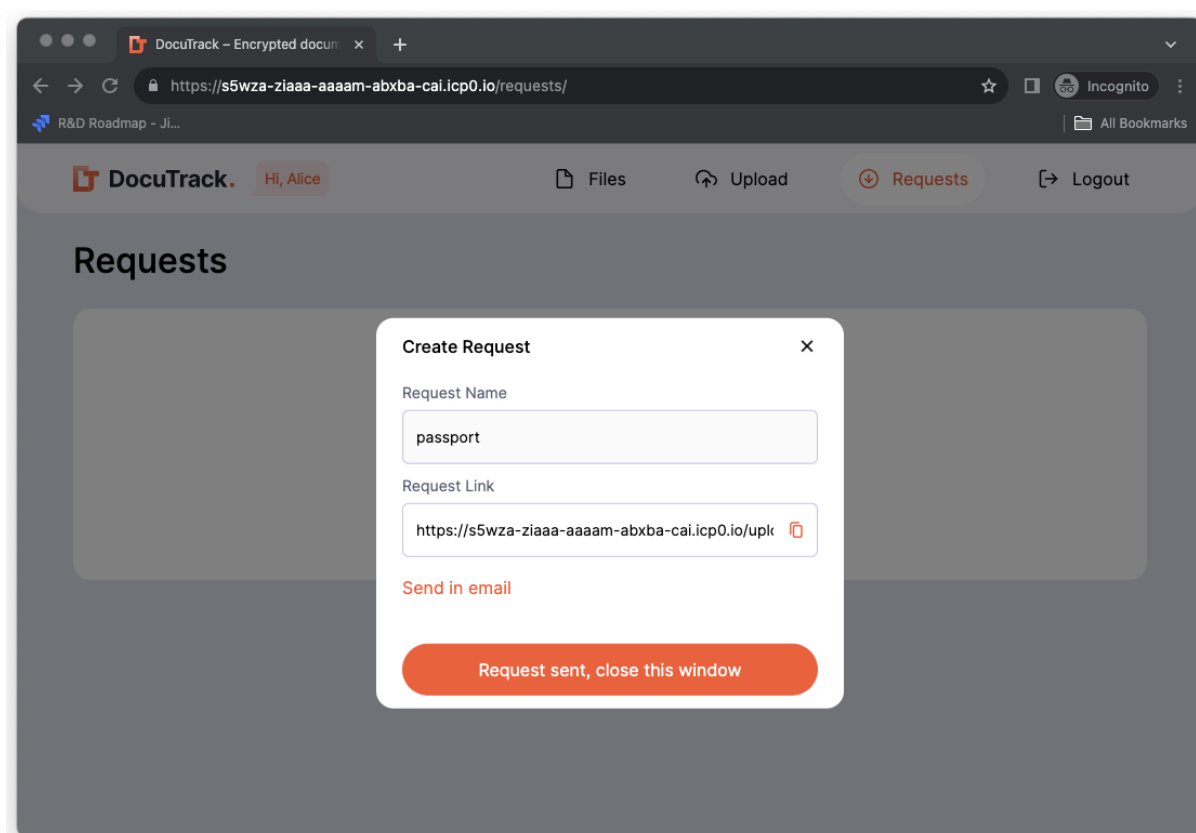 DocuTrack – Encrypted docum
https://s5wza-ziaaa-aaaam-abxba-cai.icp0.io/requests/
Incognito
R&D Roadmap - Ji...
All Bookmarks
DocuTrack.
Hi, Alice
Files
Upload
Requests
Logout
Requests
Create Request
Request Name
passport
Request Link
https://s5wza-ziaaa-aaaam-abxba-cai.icp0.io/uplo
Send in email
Request sent, close this window